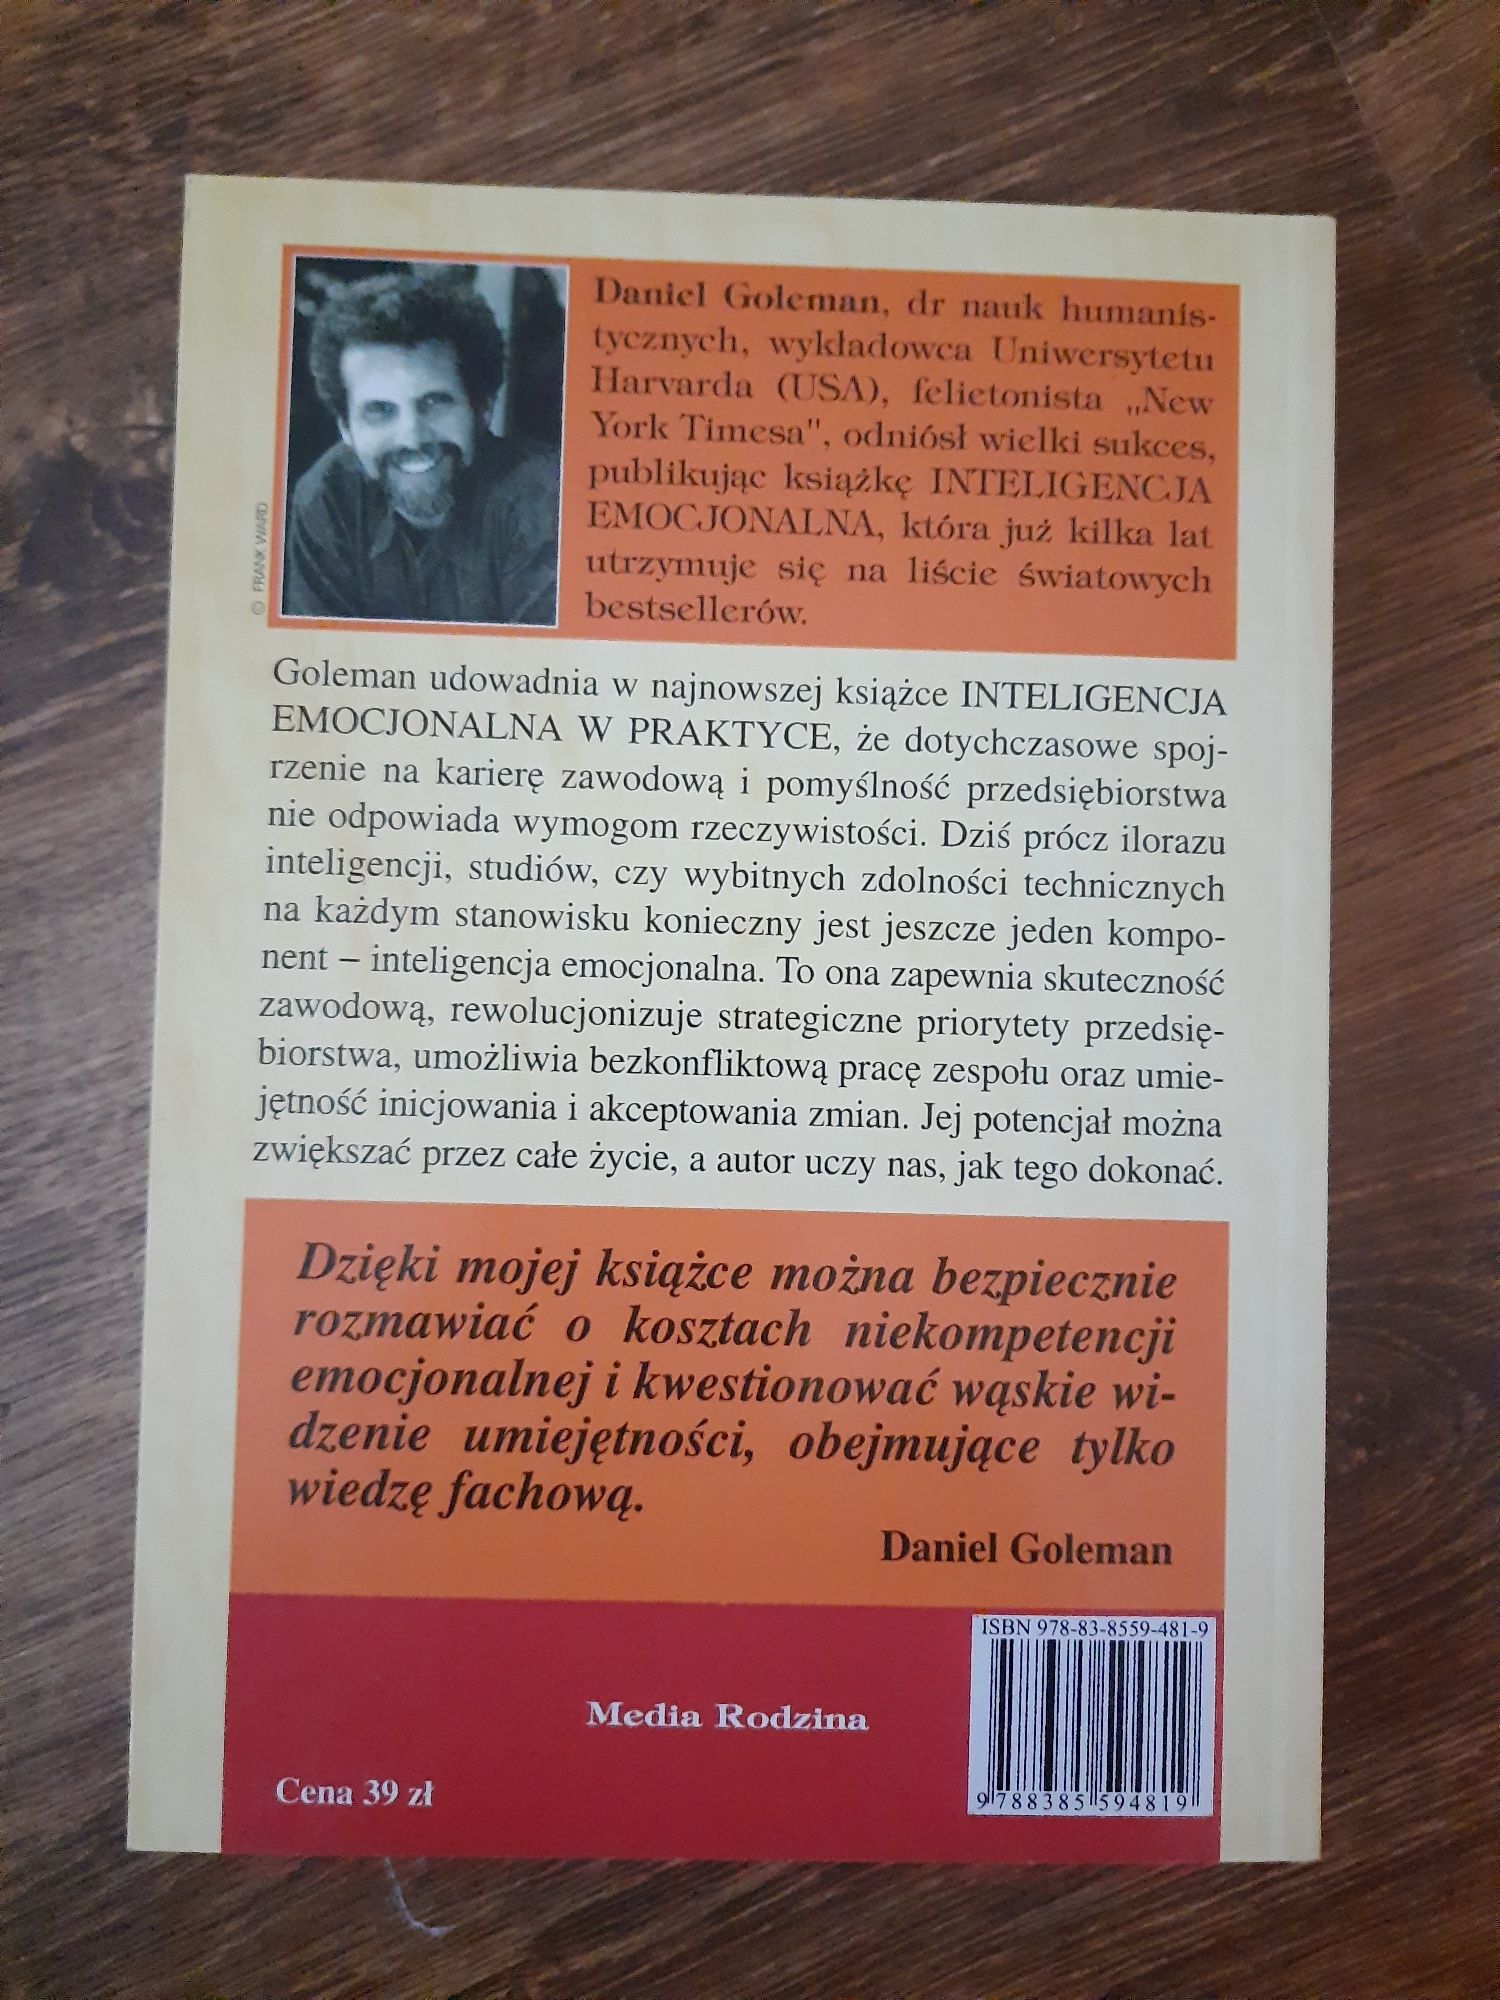 Daniel Goleman, dr nauk humanis-
tycznych, wykładowca Uniwersytetu
Harvarda (USA), felietonista „New
York Timesa", odniósł wielki sukces,
publikując książkę INTELIGENCJA
EMOCJONALNA, która już kilka lat
utrzymuje się na liście światowych
bestsellerów.
© FRANK WARD
Goleman udowadnia w najnowszej książce INTELIGENCJA
EMOCJONALNA W PRAKTYCE, że dotychczasowe spoj-
rzenie na karierę zawodową i pomyślność przedsiębiorstwa
nie odpowiada wymogom rzeczywistości. Dziś prócz ilorazu
inteligencji, studiów, czy wybitnych zdolności technicznych
na każdym stanowisku konieczny jest jeszcze jeden kompo-
nent – inteligencja emocjonalna. To ona zapewnia skuteczność
zawodową, rewolucjonizuje strategiczne priorytety przedsię-
biorstwa, umożliwia bezkonfliktową pracę zespołu oraz umie-
jętność inicjowania i akceptowania zmian. Jej potencjał można
zwiększać przez całe życie, a autor uczy nas, jak tego dokonać.
Dzięki mojej książce można bezpiecznie
rozmawiać o kosztach niekompetencji
emocjonalnej i kwestionować wąskie wi-
dzenie umiejętności, obejmujące tylko
wiedzę fachową.
Daniel Goleman
ISBN 978-83-8559-481-9
Media Rodzina
Cena 39 zł
9 788385 594819